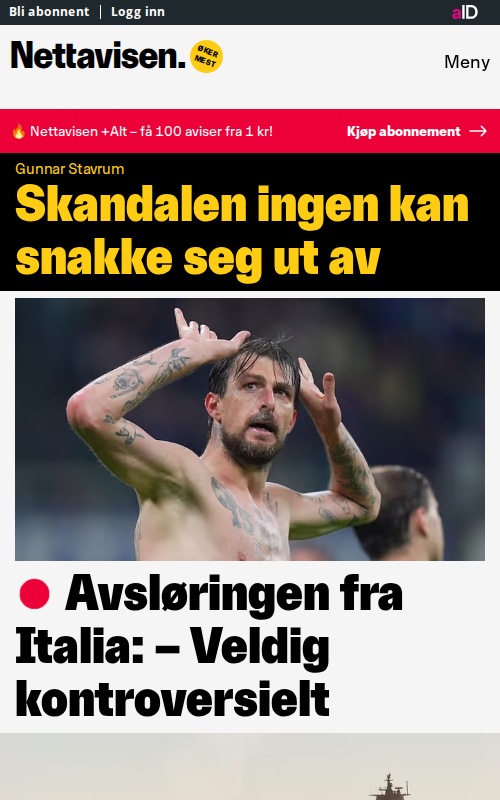 Bli abonnent
Logg inn
aID
Nettavisen.
ØKER
MEST
Meny
🔥 Nettavisen +Alt – få 100 aviser fra 1 kr!
Kjøp abonnement →
Gunnar Stavrum
Skandalen ingen kan
snakke seg ut av
Avsløringen fra
Italia: – Veldig
kontroversielt